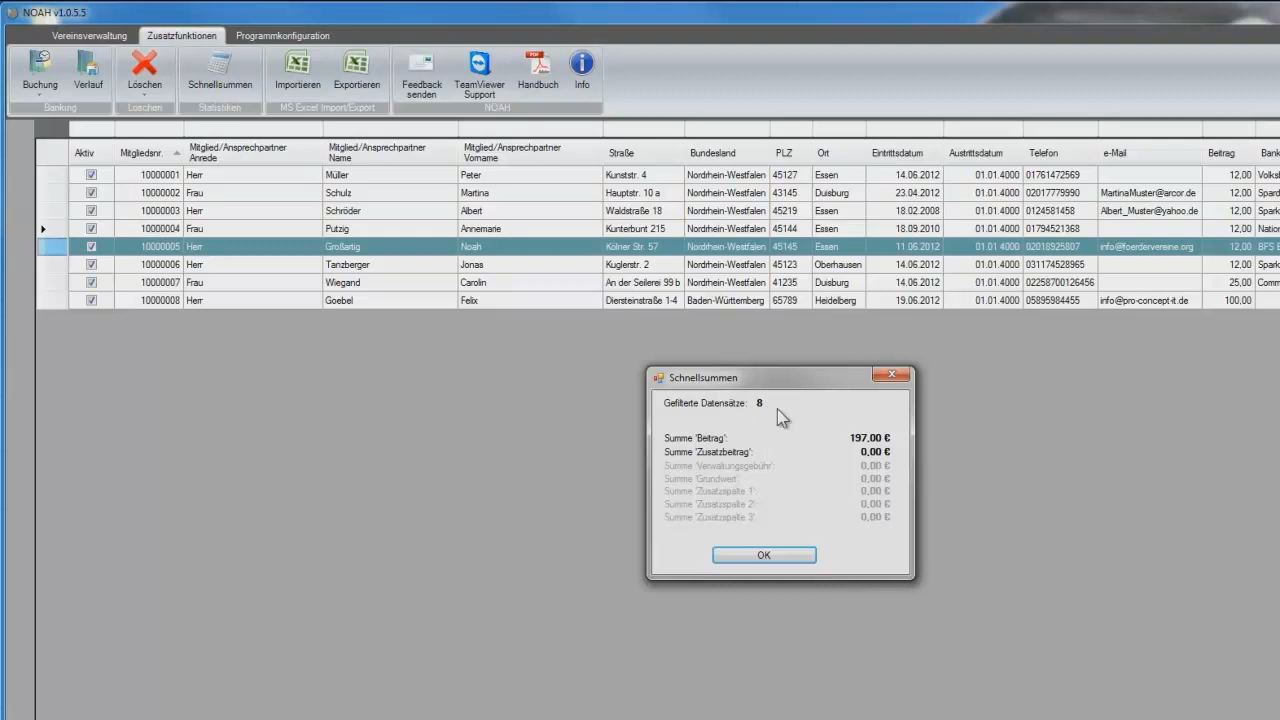 NOAH v1.0.5.5
Vereinsverwaltung Zusatzfunktionen Programmkonfiguration
Buchung Verlauf Löschen Schnellsummen Importieren Exportieren Feedback senden TeamViewer Support Handbuch Info
Banking Löschen Statistiken MS Excel Import/Export NOAH
Aktiv Mitgliedsnr. Mitglied/Ansprechpartner Anrede Mitglied/Ansprechpartner Name Mitglied/Ansprechpartner Vorname Straße Bundesland PLZ Ort Eintrittsdatum Austrittsdatum Telefon e-Mail Beitrag Bank
10000001 Herr Müller Peter Kunststr. 4 Nordrhein-Westfalen 45127 Essen 14.06.2012 01.01.4000 01761472569 12,00 Volks
10000002 Frau Schulz Martina Hauptstr. 10 a Nordrhein-Westfalen 43145 Duisburg 23.04.2012 01.01.4000 02017779990 MartinaMuster@arcor.de 12,00 Spard
10000003 Herr Schröder Albert Waldstraße 18 Nordrhein-Westfalen 45219 Essen 18.02.2008 01.01.4000 0124581458 Albert_Muster@yahoo.de 12,00 Spark
10000004 Frau Putzig Annemarie Kunterbunt 215 Nordrhein-Westfalen 45144 Essen 18.09.2010 01.01.4000 01794521368 12,00 Nation
10000005 Herr Großartig Noah Kölner Str. 57 Nordrhein-Westfalen 45145 Essen 11.06.2012 01.01.4000 02018925807 info@foerdervereine.org 12,00 BFS B
10000006 Herr Tanzberger Jonas Kuglerstr. 2 Nordrhein-Westfalen 45123 Oberhausen 14.06.2012 01.01.4000 031174528965 12,00 Spark
10000007 Frau Wiegand Carolin An der Seilerei 99 b Nordrhein-Westfalen 41235 Duisburg 14.06.2012 01.01.4000 02258700126456 25,00 Comm
10000008 Herr Goebel Felix Diersteinstraße 1-4 Baden-Württemberg 65789 Heidelberg 19.06.2012 01.01.4000 05895984455 info@pro-concept-it.de 100,00
Schnellsummen
Gefilterte Datensätze: 8
Summe 'Beitrag': 197,00 €
Summe 'Zusatzbeitrag': 0,00 €
Summe 'Verwaltungsgebühr': 0,00 €
Summe 'Grundwert': 0,00 €
Summe 'Zusatzspalte 1': 0,00 €
Summe 'Zusatzspalte 2': 0,00 €
Summe 'Zusatzspalte 3': 0,00 €
OK